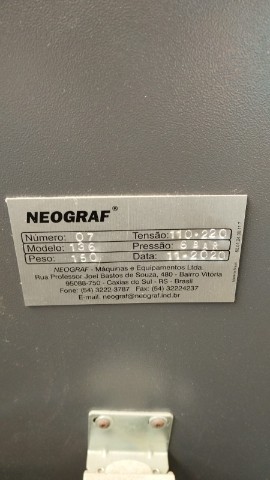 NEOGRAF®
Número: 07 Tensão: 110-220
Modelo: 136 Pressão: 6 BAR
Peso: 150 Data: 11-2020
NEOGRAF - Máquinas e Equipamentos Ltda.
Rua Professor Joel Bastos de Souza, 480 - Bairro Vitória
95086-750 - Caxias do Sul - RS - Brasil
Fone: (54) 3222-3787 Fax: (54) 32224237
E-mail: neograf@neograf.ind.br